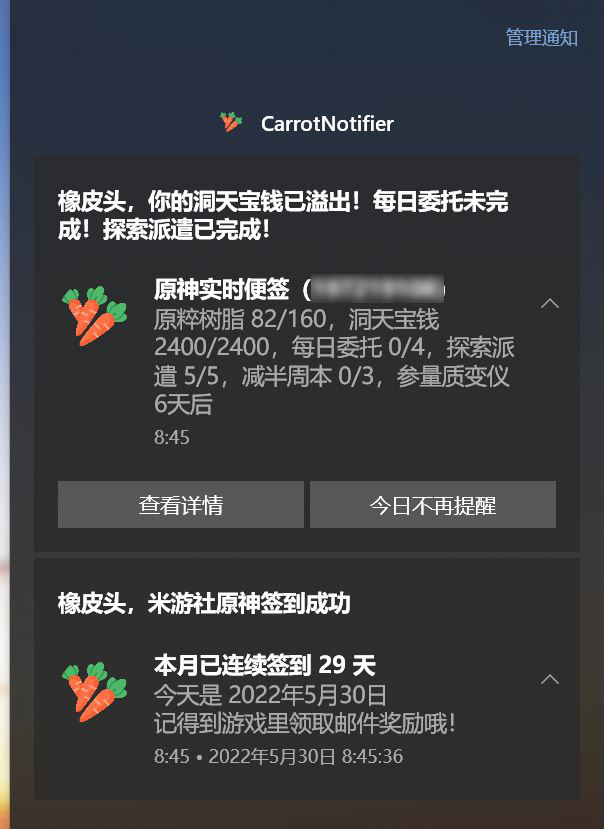 管理通知
CarrotNotifier
橡皮头，你的洞天宝钱已溢出！每日委托未完
成！探索派遣已完成！
原神实时便签（
原粹树脂 82/160，洞天宝钱
2400/2400，每日委托 0/4，探索派
遣 5/5，减半周本 0/3，参量质变仪
6天后
8:45
查看详情
今日不再提醒
橡皮头，米游社原神签到成功
本月已连续签到 29 天
今天是 2022年5月30日
记得到游戏里领取邮件奖励哦！
8:45 • 2022年5月30日 8:45:36